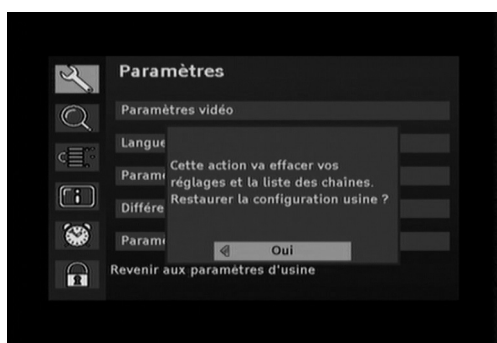 Paramètres
Paramètres vidéo
Langue
Cette action va effacer vos
Param
réglages et la liste des chaînes.
Restaurer la configuration usine ?
Différe
Param
Oui
Revenir aux paramètres d'usine